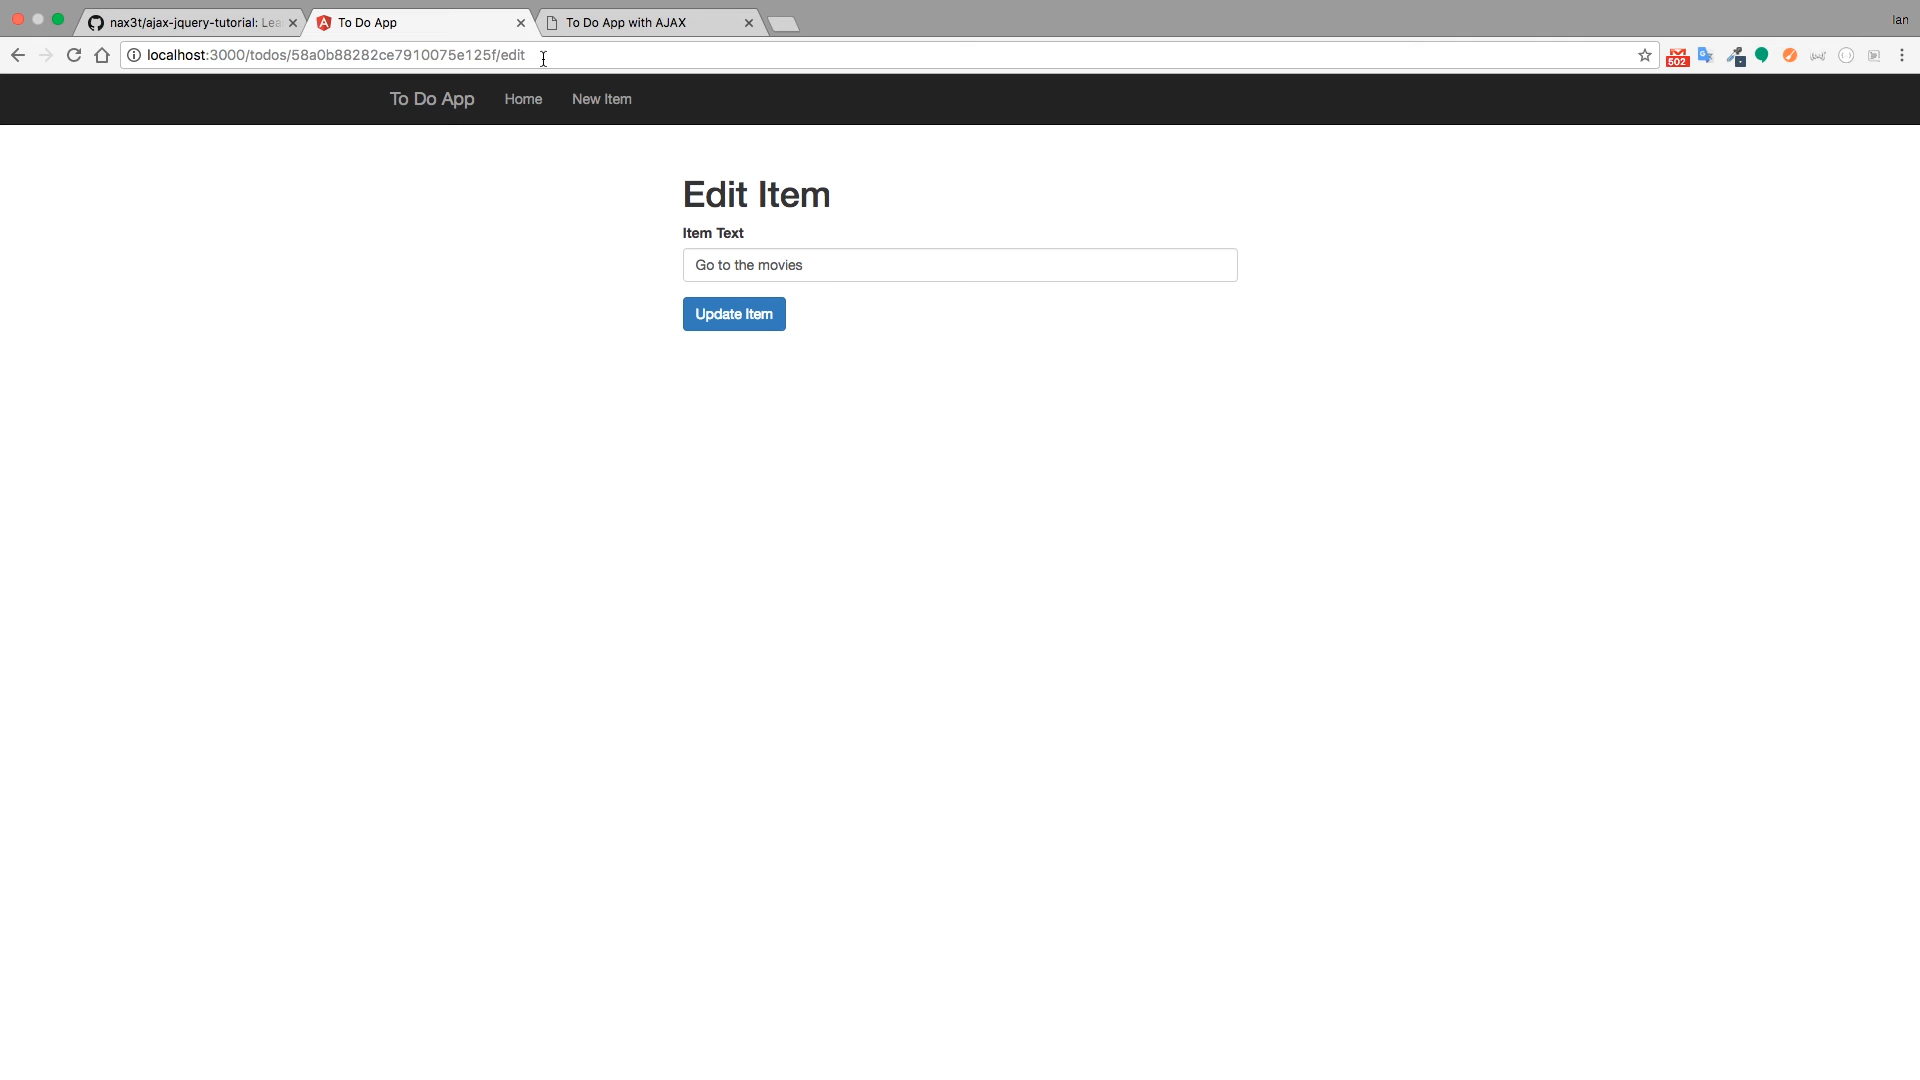 nax3t/ajax-jquery-tutorial: Lea
To Do App
To Do App with AJAX
Ian
localhost:3000/todos/58a0b88282ce7910075e125f/edit
502
To Do App
Home
New Item
Edit Item
Item Text
Go to the movies
Update Item